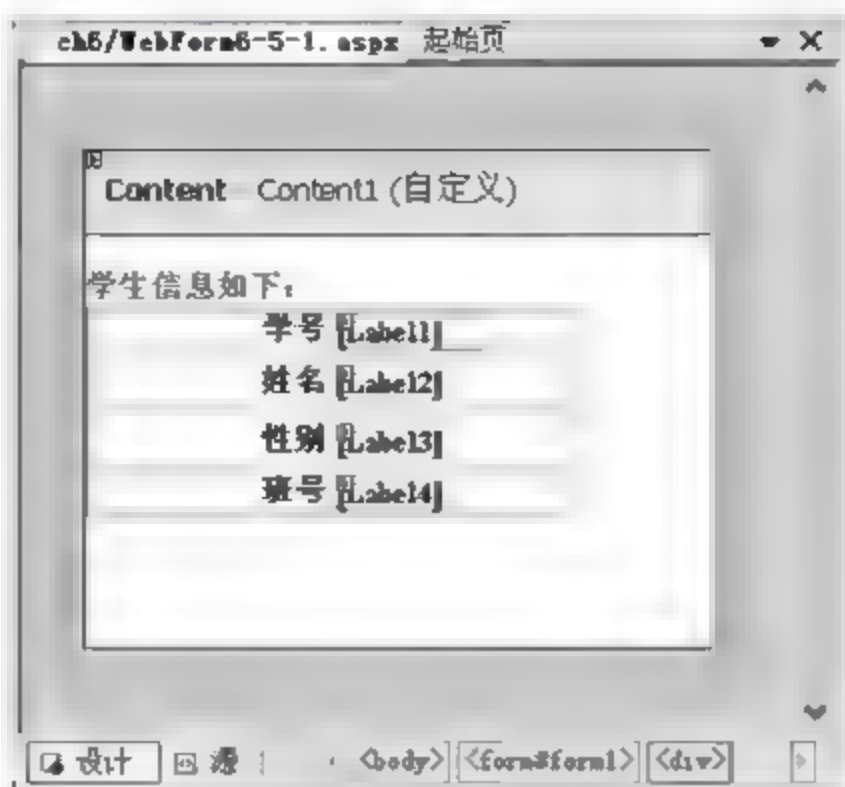 ch6/WebForm6-5-1.aspx 起始页
Content - Content1 (自定义)
学生信息如下:
学号 [Label1]
姓名 [Label2]
性别 [Label3]
班号 [Label4]
设计 源 <body> <form#form1> <div>